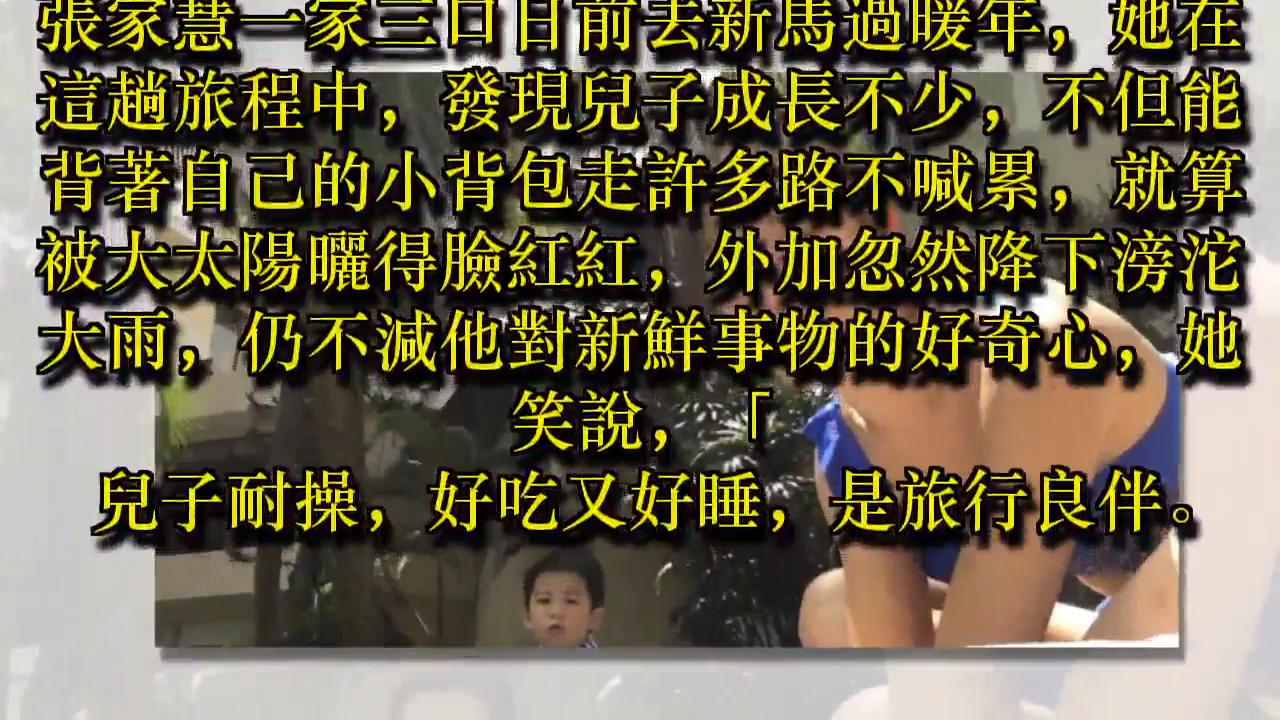 張家慧一家三口日前去新馬過暖年，她在
這趟旅程中，發現兒子成長不少，不但能
背著自己的小背包走許多路不喊累，就算
被大太陽曬得臉紅紅，外加忽然降下滂沱
大雨，仍不減他對新鮮事物的好奇心，她
笑說，「
兒子耐操，好吃又好睡，是旅行良伴。